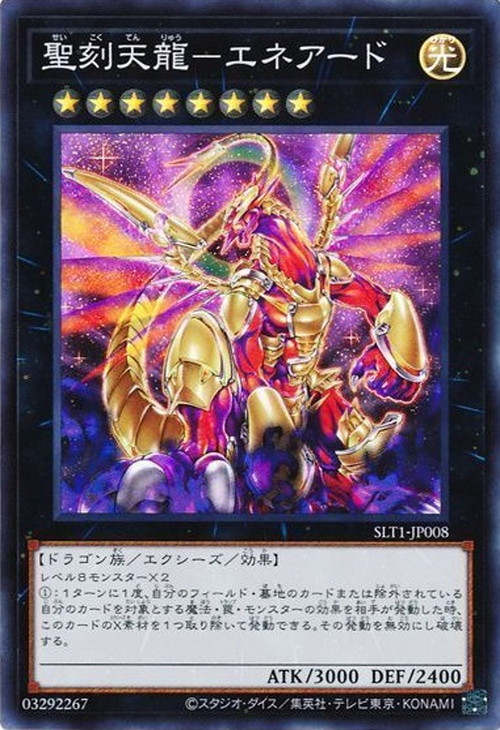 聖刻天龍－エネアード
光
SLT1-JP008
【ドラゴン族／エクシーズ／効果】
レベル８モンスター×２
①：１ターンに１度、自分のフィールド・墓地のカードまたは除外されている
自分のカードを対象とする魔法・罠・モンスターの効果を相手が発動した時、
このカードのX素材を１つ取り除いて発動できる。その発動を無効にし破壊
する。
ATK/3000 DEF/2400
03292267
©スタジオ・ダイス／集英社・テレビ東京・KONAMI